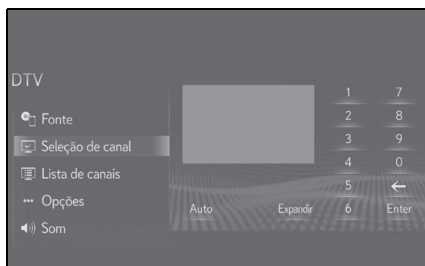 DTV
Fonte
Seleção de canal
Lista de canais
Opções
Som
Auto
Expandir
1 7
2 8
3 9
4 0
5 ←
6 Enter